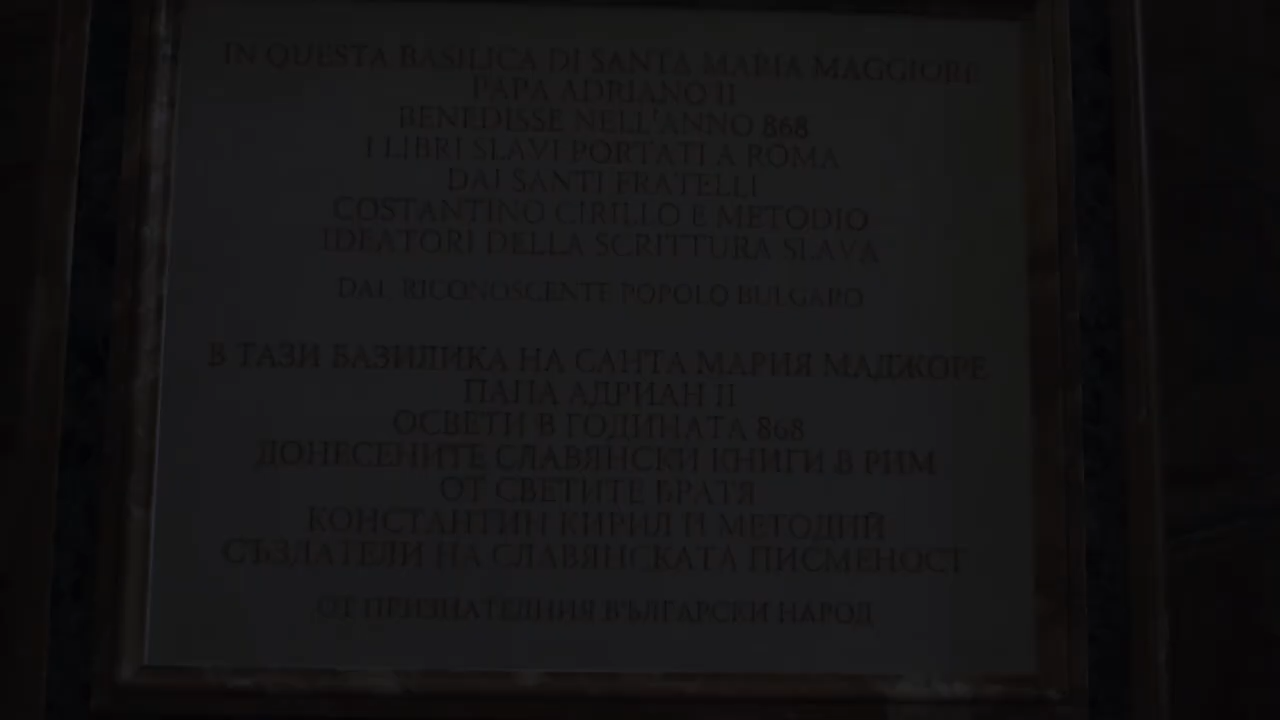 IN QUESTA BASILICA DI SANTA MARIA MAGGIORE
PAPA ADRIANO II
BENEDISSE NELL'ANNO 868
I LIBRI SLAVI PORTATI A ROMA
DAI SANTI FRATELLI
COSTANTINO CIRILLO E METODIO
IDEATORI DELLA SCRITTURA SLAVA
DAL RICONOSCENTE POPOLO BULGARO
В ТАЗИ БАЗИЛИКА НА САНТА МАРИЯ МАДЖОРЕ
ПАПА АДРИАН II
ОСВЕТИ В ГОДИНАТА 868
ДОНЕСЕНИТЕ СЛАВЯНСКИ КНИГИ В РИМ
ОТ СВЕТИТЕ БРАТЯ
КОНСТАНТИН КИРИЛ И МЕТОДИЙ
СЪЗДАТЕЛИ НА СЛАВЯНСКАТА ПИСМЕНОСТ
ОТ ПРИЗНАТЕЛНИЯ БЪЛГАРСКИ НАРОД